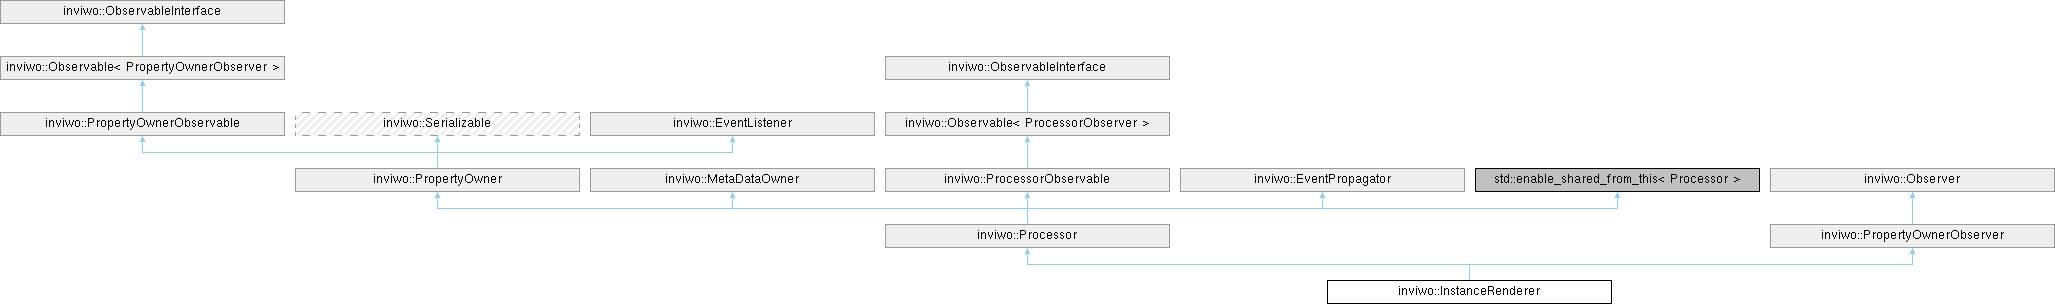 inviwo::ObservableInterface
inviwo::Observable< PropertyOwnerObserver >
inviwo::ObservableInterface
inviwo::PropertyOwnerObservable
inviwo::Serializable
inviwo::EventListener
inviwo::Observable< ProcessorObserver >
inviwo::PropertyOwner
inviwo::MetaDataOwner
inviwo::ProcessorObservable
inviwo::EventPropagator
std::enable_shared_from_this< Processor >
inviwo::Observer
inviwo::Processor
inviwo::PropertyOwnerObserver
inviwo::InstanceRenderer